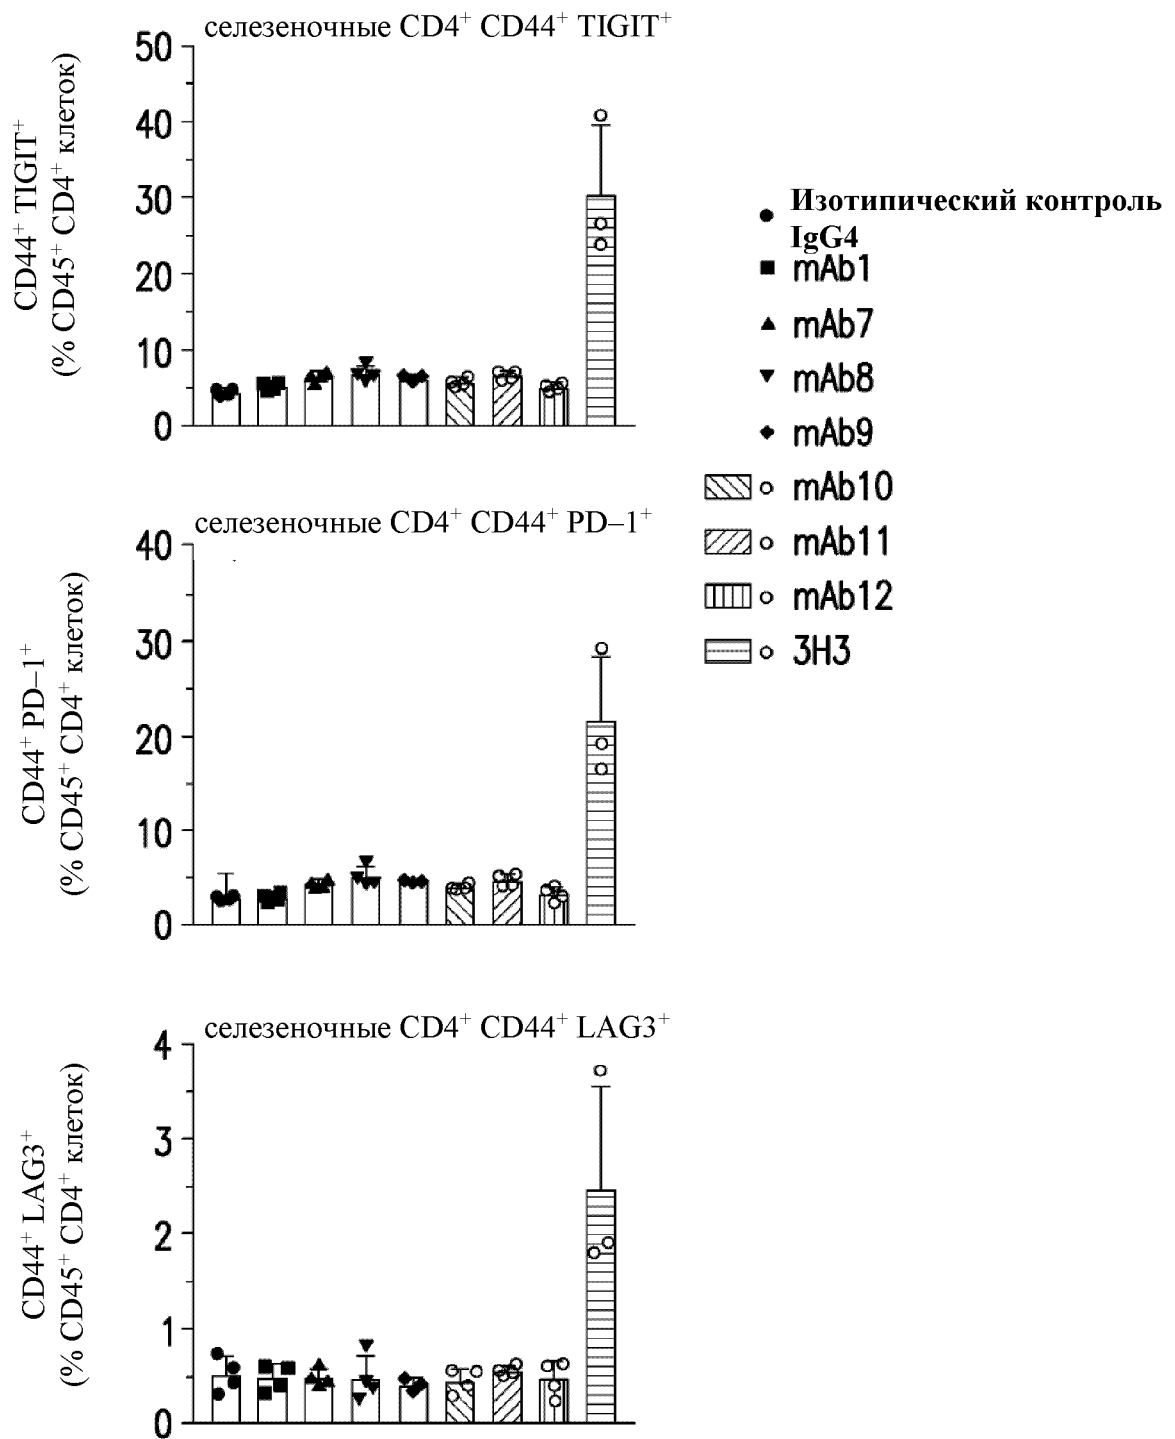 селезеночные CD4⁺ CD44⁺ TIGIT⁺
CD44⁺ TIGIT⁺
(% CD45⁺ CD4⁺ клеток)
50
40
30
20
10
0
Изотипический контроль
IgG4
mAb1
mAb7
mAb8
mAb9
mAb10
mAb11
mAb12
3H3
селезеночные CD4⁺ CD44⁺ PD–1⁺
CD44⁺ PD–1⁺
(% CD45⁺ CD4⁺ клеток)
40
30
20
10
0
селезеночные CD4⁺ CD44⁺ LAG3⁺
CD44⁺ LAG3⁺
(% CD45⁺ CD4⁺ клеток)
4
3
2
1
0